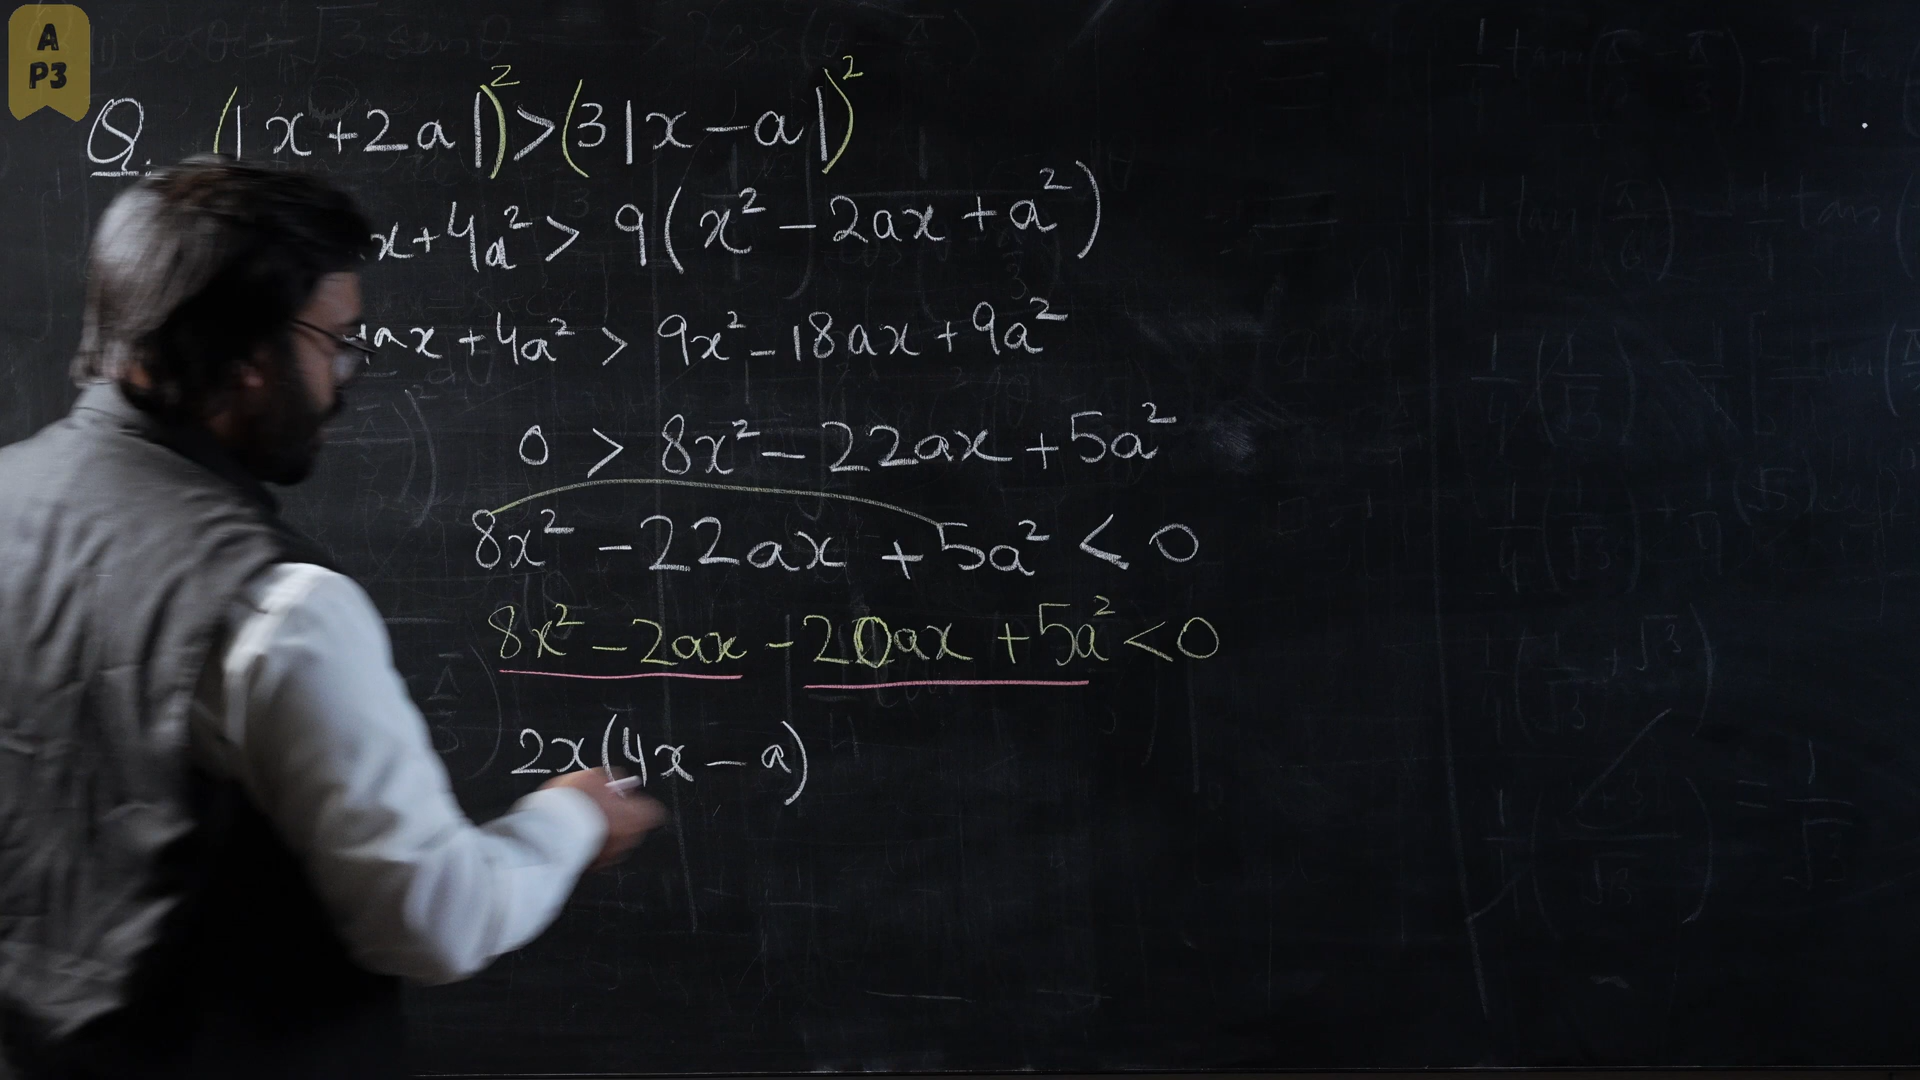 A
P3
Q. (|x+2a|)²>(3|x-a|)²
x+4a²> 9(x²-2ax+a²)
ax+4a² > 9x²-18ax+9a²
0 > 8x²-22ax+5a²
8x²-22ax+5a²<0
8x²-2ax-20ax+5a²<0
2x(4x-a)